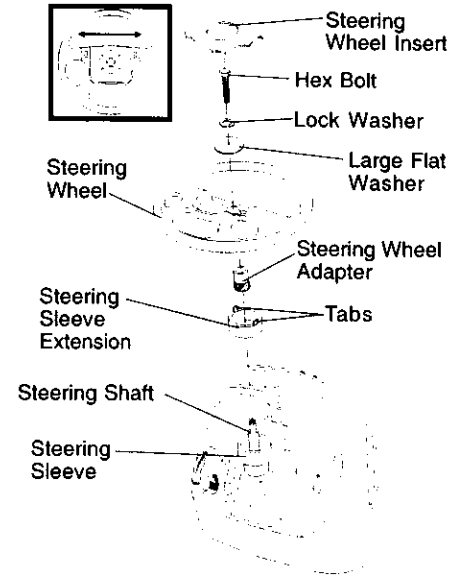 Steering
Wheel Insert
Hex Bolt
Lock Washer
Large Flat
Washer
Steering
Wheel
Steering Wheel
Adapter
Steering
Sleeve
Extension
Tabs
Steering Shaft
Steering
Sleeve